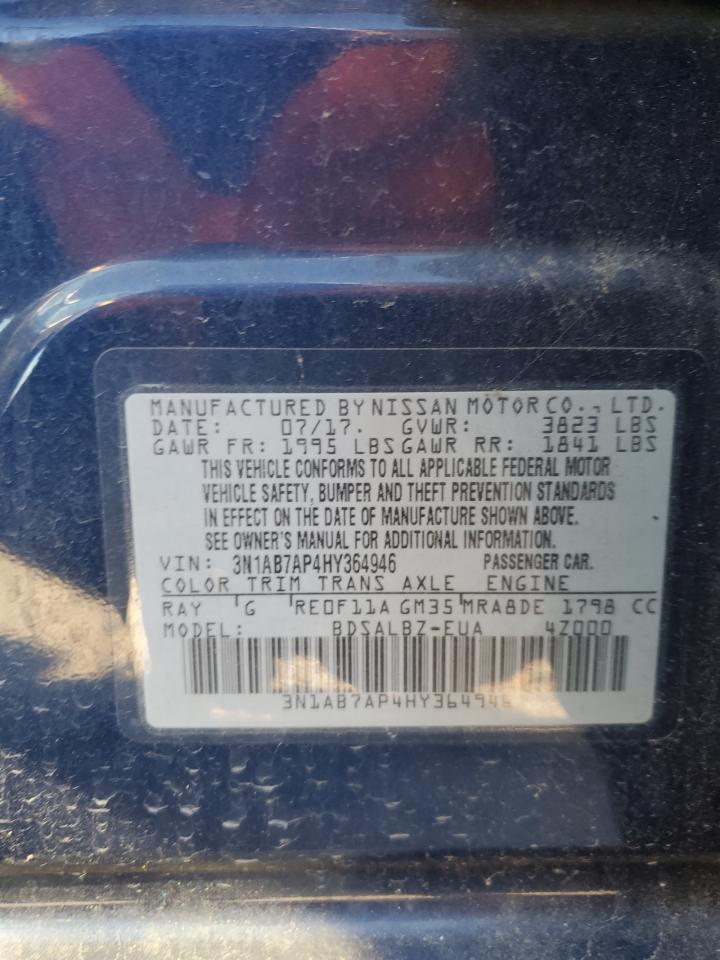 MANUFACTURED BY NISSAN MOTOR CO., LTD.
DATE: 07/17. GVWR: 3823 LBS
GAWR FR: 1995 LBS GAWR RR: 1841 LBS
THIS VEHICLE CONFORMS TO ALL APPLICABLE FEDERAL MOTOR
VEHICLE SAFETY, BUMPER AND THEFT PREVENTION STANDARDS
IN EFFECT ON THE DATE OF MANUFACTURE SHOWN ABOVE.
SEE OWNER'S MANUAL FOR ADDITIONAL INFORMATION.
VIN: 3N1AB7AP4HY364946 PASSENGER CAR.
COLOR TRIM TRANS AXLE ENGINE
RAY G RE0F11A GM35 MRA8DE 1798 CC
MODEL: BDSALBZ-EUA 4Z000
3N1AB7AP4HY364946